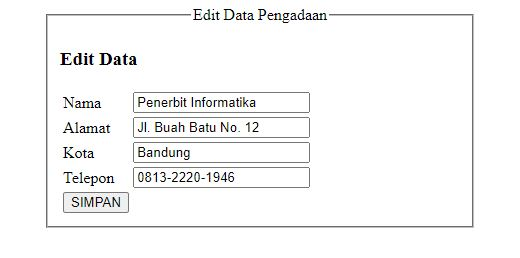 Edit Data Pengadaan
Edit Data
Nama Penerbit Informatika
Alamat Jl. Buah Batu No. 12
Kota Bandung
Telepon 0813-2220-1946
SIMPAN